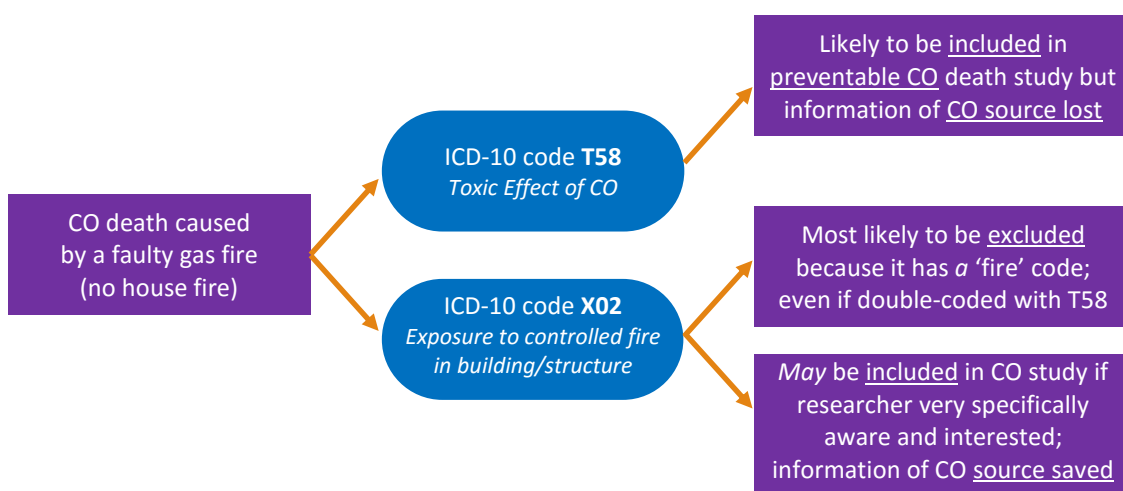 CO death caused
by a faulty gas fire
(no house fire)
ICD-10 code T58
Toxic Effect of CO
ICD-10 code X02
Exposure to controlled fire
in building/structure
Likely to be included in
preventable CO death study but
information of CO source lost
Most likely to be excluded
because it has a ‘fire’ code;
even if double-coded with T58
May be included in CO study if
researcher very specifically
aware and interested;
information of CO source saved